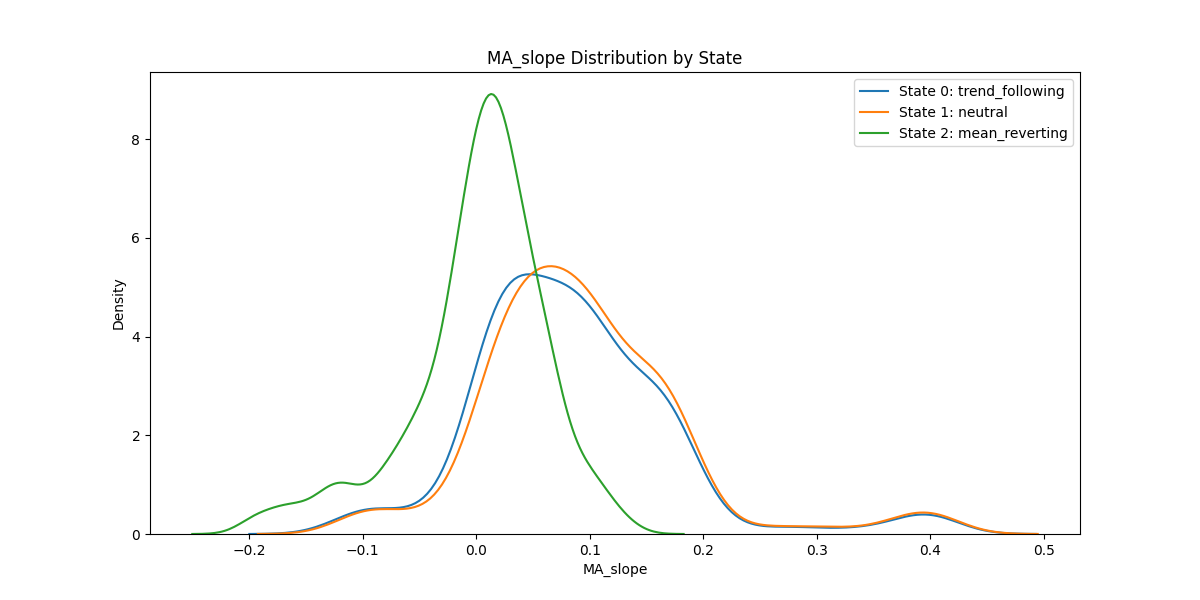 MA_slope Distribution by State
State 0: trend_following
State 1: neutral
State 2: mean_reverting
Density
8
6
4
2
0
−0.2 −0.1 0.0 0.1 0.2 0.3 0.4 0.5
MA_slope